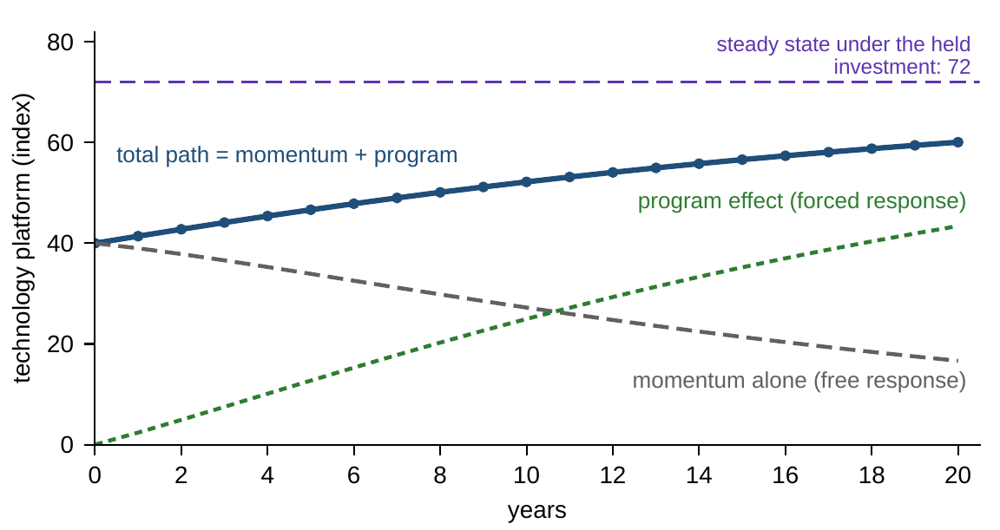 80
steady state under the held
investment: 72
60
total path = momentum + program
program effect (forced response)
40
20
momentum alone (free response)
0
technology platform (index)
0 2 4 6 8 10 12 14 16 18 20
years